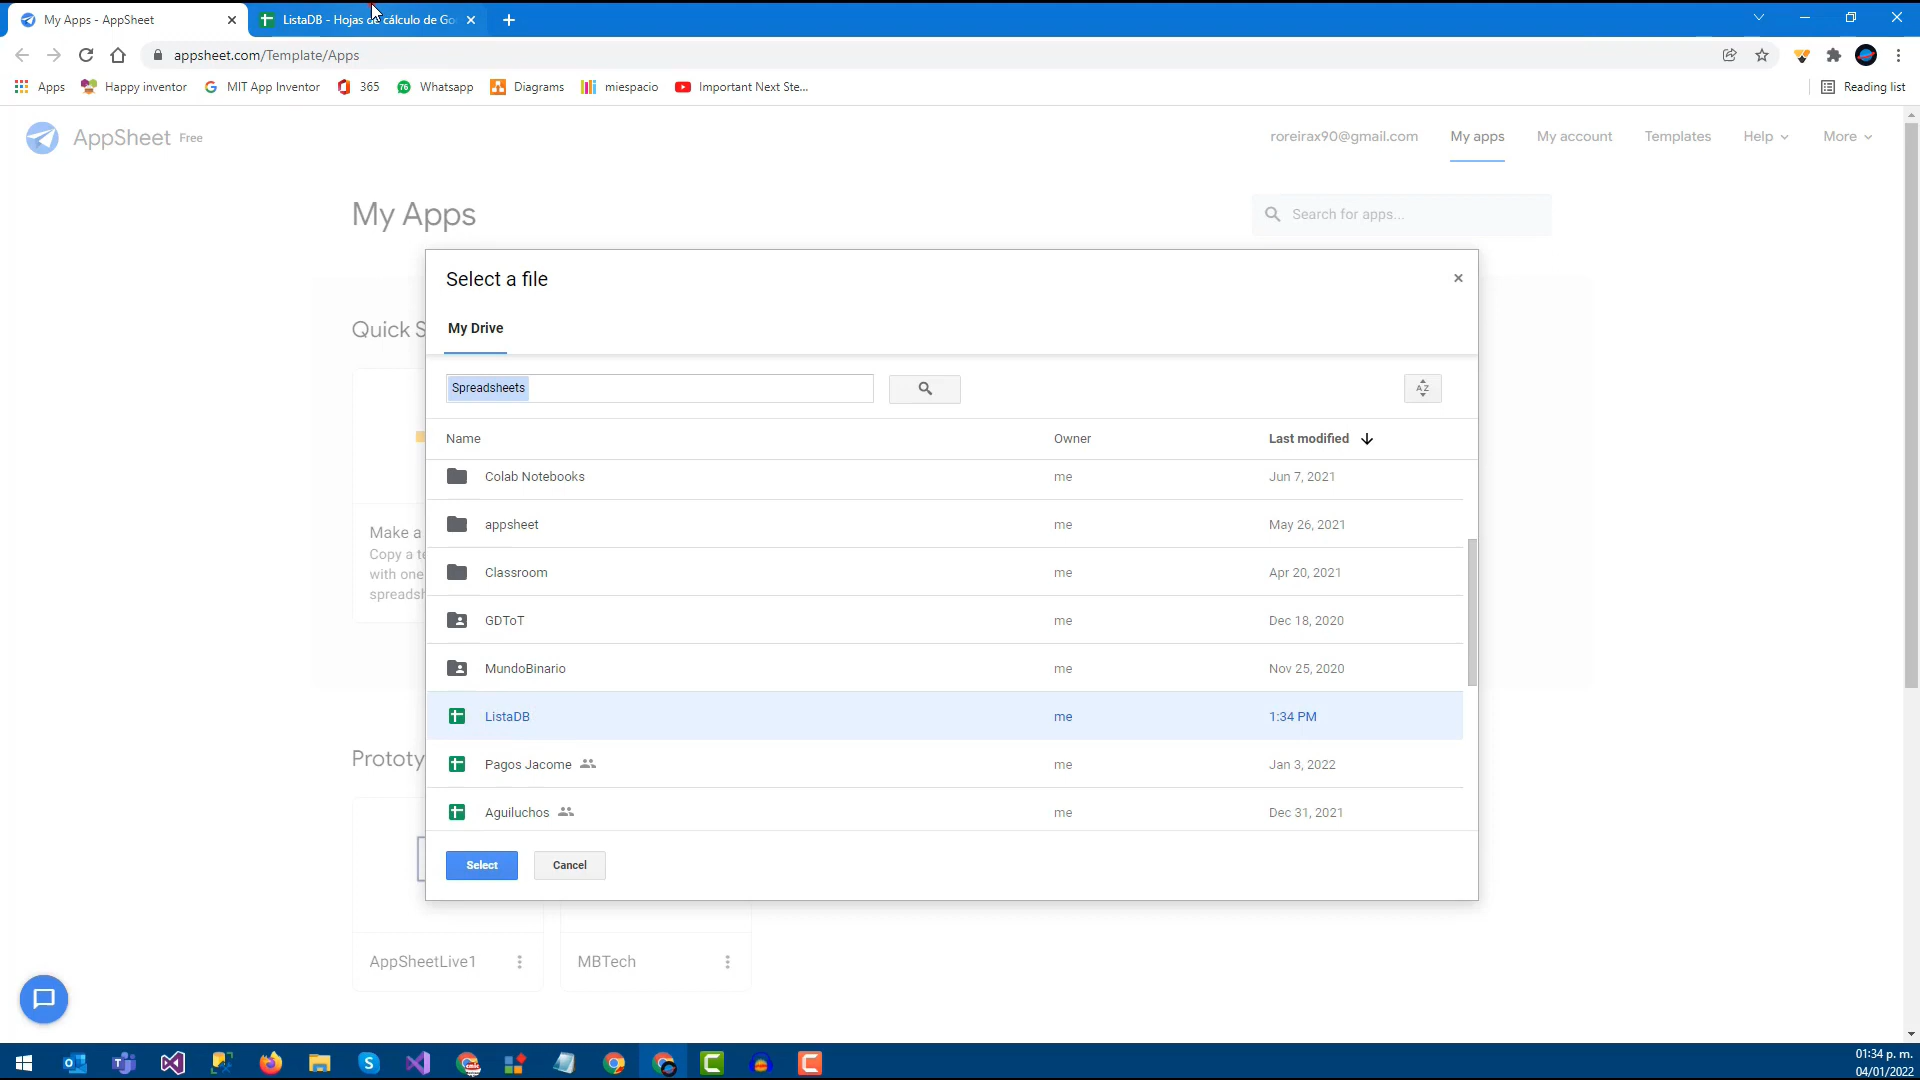 My Apps - AppSheet
ListaDB - Hojas de cálculo de Go
appsheet.com/Template/Apps
Apps
Happy inventor
MIT App Inventor
365
76
Whatsapp
Diagrams
miespacio
Important Next Ste...
Reading list
AppSheet Free
roreirax90@gmail.com
My apps
My account
Templates
Help
More
My Apps
Search for apps...
Quick S
Select a file
My Drive
Spreadsheets
AZ
Name
Owner
Last modified
Colab Notebooks
me
Jun 7, 2021
appsheet
me
May 26, 2021
Classroom
me
Apr 20, 2021
GDToT
me
Dec 18, 2020
MundoBinario
me
Nov 25, 2020
ListaDB
me
1:34 PM
Pagos Jacome
me
Jan 3, 2022
Aguiluchos
me
Dec 31, 2021
Select
Cancel
Make a
Copy a te
with one
spreadsh
Prototy
AppSheetLive1
MBTech
01:34 p. m.
04/01/2022